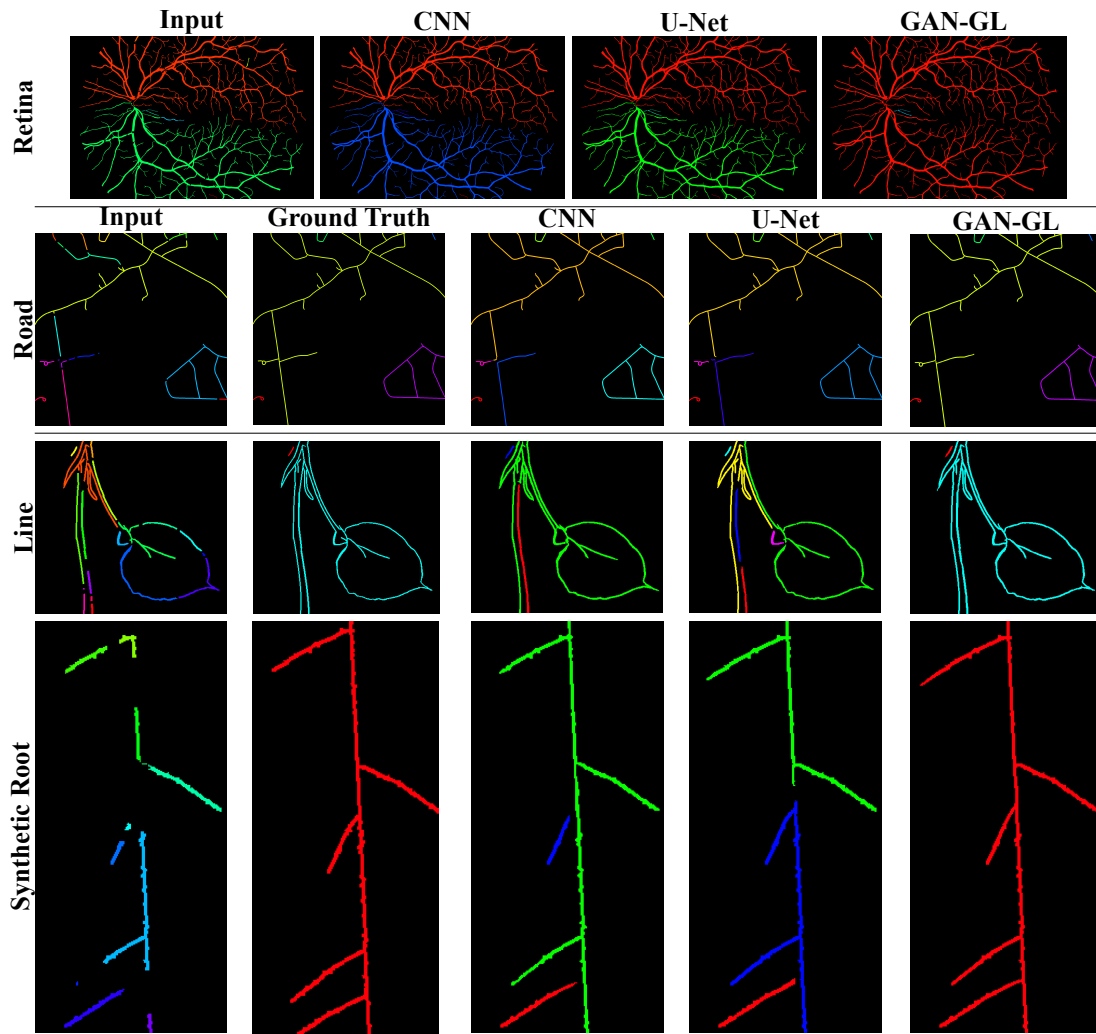 Input CNN U-Net GAN-GL
Retina
Input Ground Truth CNN U-Net GAN-GL
Road
Line
Synthetic Root